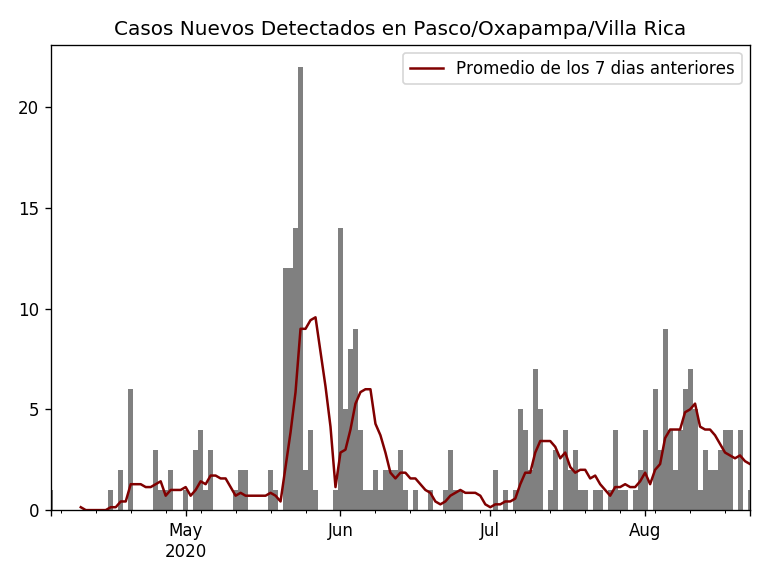 Casos Nuevos Detectados en Pasco/Oxapampa/Villa Rica
Promedio de los 7 dias anteriores
20
15
10
5
0
May Jun Jul Aug
2020